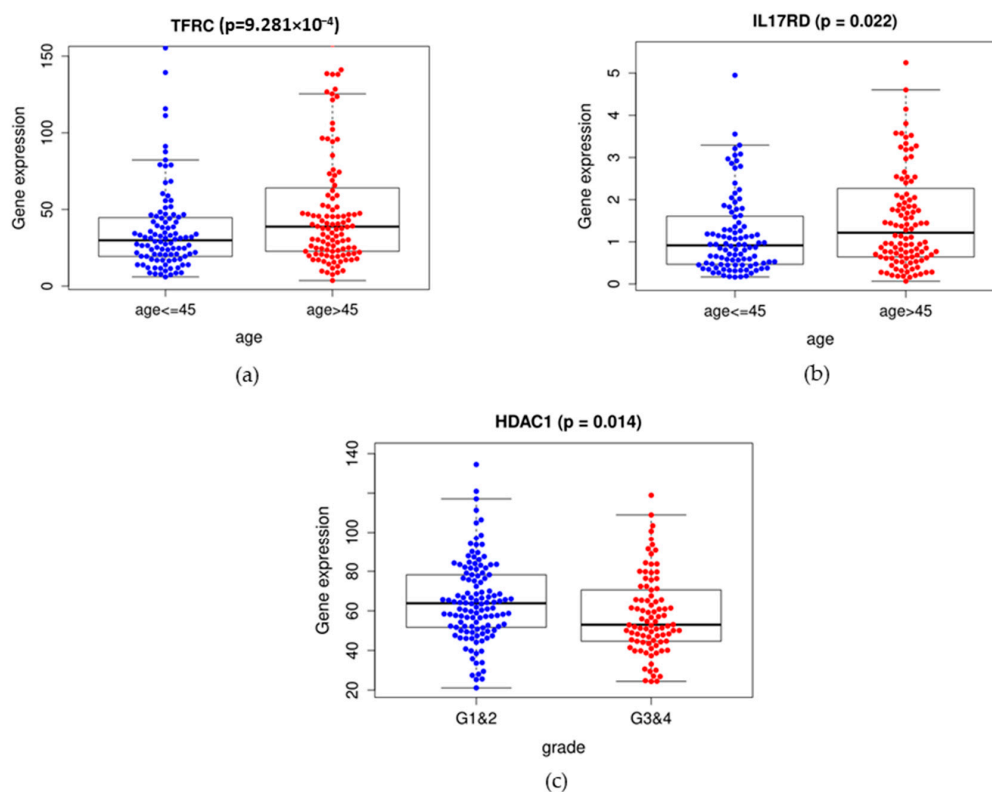 TFRC (p=9.281×10⁻⁴)
Gene expression
150
100
50
0
age<=45 age>45
age
(a)
IL17RD (p = 0.022)
Gene expression
5
4
3
2
1
0
age<=45 age>45
age
(b)
HDAC1 (p = 0.014)
Gene expression
140
100
80
60
40
20
G1&2 G3&4
grade
(c)